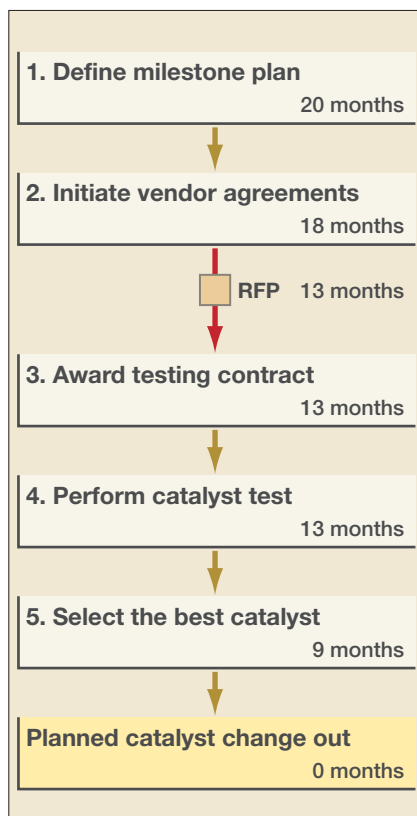 1. Define milestone plan
20 months
2. Initiate vendor agreements
18 months
RFP 13 months
3. Award testing contract
13 months
4. Perform catalyst test
13 months
5. Select the best catalyst
9 months
Planned catalyst change out
0 months